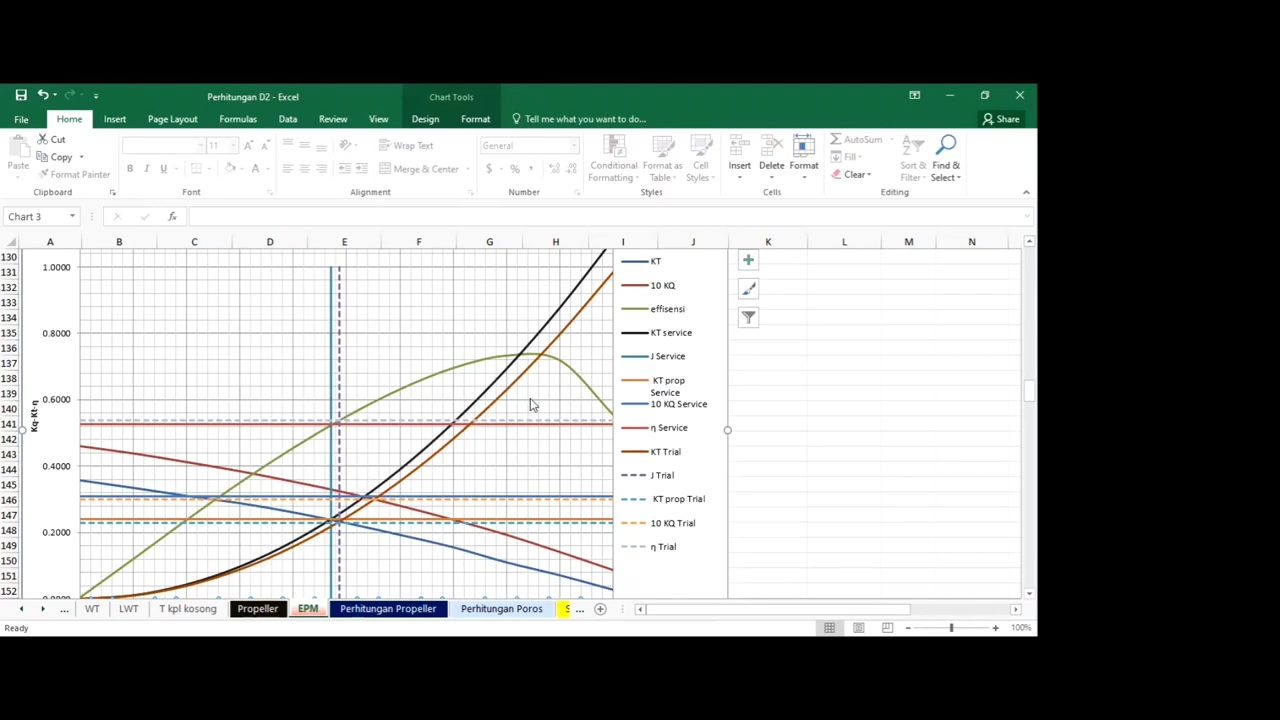 Perhitungan D2 - Excel
Chart Tools
File
Home
Insert
Page Layout
Formulas
Data
Review
View
Design
Format
Tell me what you want to do...
Share
Paste
Cut
Copy
Format Painter
Clipboard
11
B I U
Font
Wrap Text
Merge & Center
Alignment
General
$ % ,
Number
Conditional Formatting
Format as Table
Cell Styles
Styles
Insert
Delete
Format
Cells
AutoSum
Fill
Clear
Sort & Filter
Find & Select
Editing
Chart 3
fx
A B C D E F G H I J K L M N
130
131
132
133
134
135
136
137
138
139
140
141
142
143
144
145
146
147
148
149
150
151
152
Kq-Kt-η
1.0000
0.8000
0.6000
0.4000
0.2000
KT
10 KQ
effisensi
KT service
J Service
KT prop
Service
10 KQ Service
η Service
KT Trial
J Trial
KT prop Trial
10 KQ Trial
η Trial
... WT LWT T kpl kosong Propeller EPM Perhitungan Propeller Perhitungan Poros S ...
Ready
100%